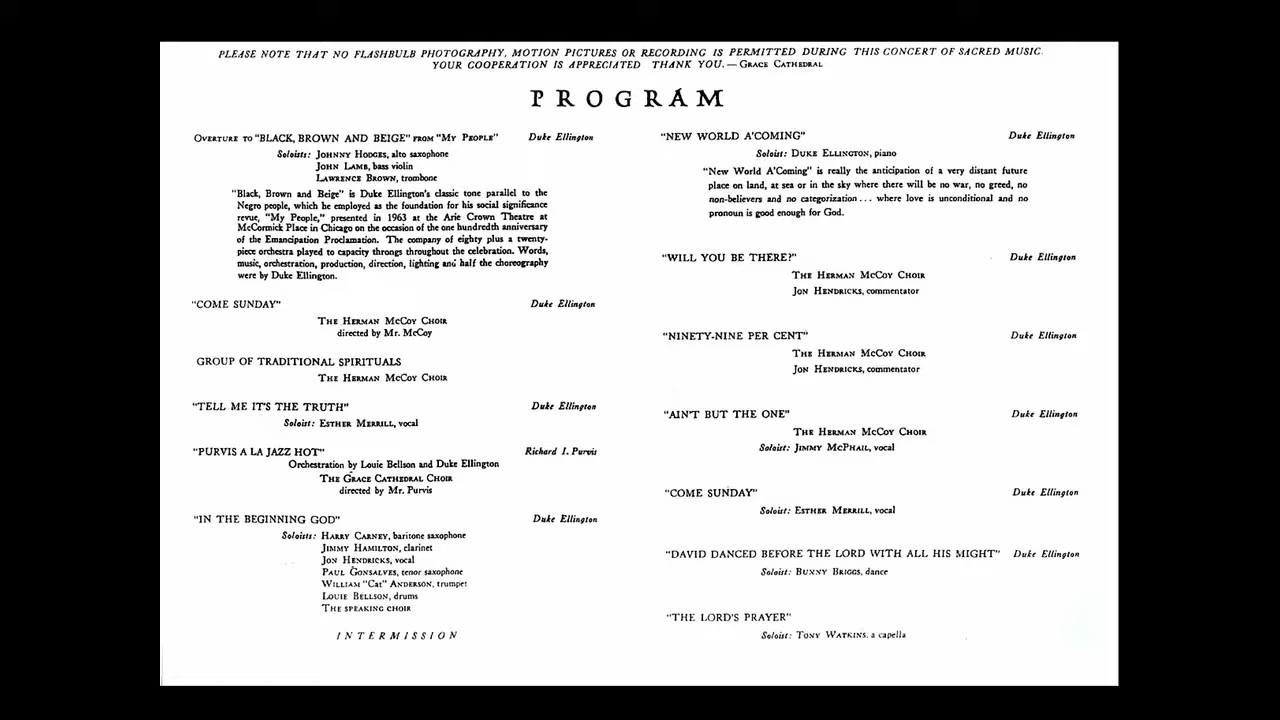 PLEASE NOTE THAT NO FLASHBULB PHOTOGRAPHY, MOTION PICTURES OR RECORDING IS PERMITTED DURING THIS CONCERT OF SACRED MUSIC.
YOUR COOPERATION IS APPRECIATED THANK YOU.—GRACE CATHEDRAL
PROGRAM
OVERTURE TO "BLACK, BROWN AND BEIGE" FROM "MY PEOPLE" Duke Ellington
Soloists: JOHNNY HODGES, alto saxophone
JOHN LAMB, bass violin
LAWRENCE BROWN, trombone
"Black, Brown and Beige" is Duke Ellington's classic tone parallel to the
Negro people, which be employed as the foundation for his social significance
revue, "My People," presented in 1963 at the Arie Crown Theatre at
McCormick Place in Chicago on the occasion of the one hundredth anniversary
of the Emancipation Proclamation. The company of eighty plus a twenty-
piece orchestra played to capacity throngs throughout the celebration. Words,
music, orchestration, production, direction, lighting and half the choreography
were by Duke Ellington.
"COME SUNDAY" Duke Ellington
THE HERMAN MCCOY CHOIR
directed by Mr. McCoy
GROUP OF TRADITIONAL SPIRITUALS
THE HERMAN MCCOY CHOIR
"TELL ME IT'S THE TRUTH" Duke Ellington
Soloist: ESTHER MERRILL, vocal
"PURVIS A LA JAZZ HOT" Richard I. Purvis
Orchestration by Louie Bellson and Duke Ellington
THE GRACE CATHEDRAL CHOIR
directed by Mr. Purvis
"IN THE BEGINNING GOD" Duke Ellington
Soloists: HARRY CARNEY, baritone saxophone
JIMMY HAMILTON, clarinet
JON HENDRICKS, vocal
PAUL GONSALVES, tenor saxophone
WILLIAM "Cat" ANDERSON, trumpet
LOUIE BELLSON, drums
THE SPEAKING CHOIR
INTERMISSION
"NEW WORLD A'COMING" Duke Ellington
Soloist: DUKE ELLINGTON, piano
"New World A'Coming" is really the anticipation of a very distant future
place on land, at sea or in the sky where there will be no war, no greed, no
non-believers and no categorization... where love is unconditional and no
pronoun is good enough for God.
"WILL YOU BE THERE?" Duke Ellington
THE HERMAN MCCOY CHOIR
JON HENDRICKS, commentator
"NINETY-NINE PER CENT" Duke Ellington
THE HERMAN MCCOY CHOIR
JON HENDRICKS, commentator
"AIN'T BUT THE ONE" Duke Ellington
THE HERMAN MCCOY CHOIR
Soloist: JIMMY MCPHAIL, vocal
"COME SUNDAY" Duke Ellington
Soloist: ESTHER MERRILL, vocal
"DAVID DANCED BEFORE THE LORD WITH ALL HIS MIGHT" Duke Ellington
Soloist: BUNNY BRIGGS, dance
"THE LORD'S PRAYER"
Soloist: TONY WATKINS, a capella